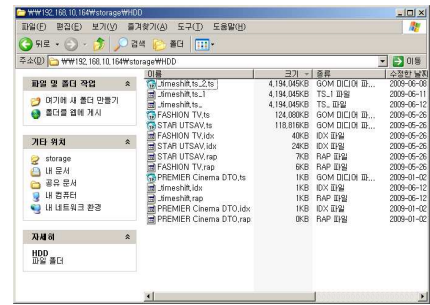 ₩₩192.168.10.164₩storage₩HDD
파일(F) 편집(E) 보기(V) 즐겨찾기(A) 도구(T) 도움말(H)
뒤로 검색 폴더
주소(D) ₩₩192.168.10.164₩storage₩HDD 이동
파일 및 폴더 작업
여기에 새 폴더 만들기
폴더를 웹에 게시
기타 위치
storage
내 문서
공유 문서
내 컴퓨터
내 네트워크 환경
자세히
HDD
파일 폴더
이름 크기 종류 수정한 날짜
_timeshift.ts_2.ts 4,194,045KB GOM 미디어 파... 2009-06-08
_timeshift.ts_1 4,194,045KB TS_1 파일 2009-06-11
_timeshift.ts_ 4,194,045KB TS_ 파일 2009-06-12
FASHION TV.ts 124,080KB GOM 미디어 파... 2009-05-26
STAR UTSAV.ts 118,816KB GOM 미디어 파... 2009-05-26
FASHION TV.idx 40KB IDX 파일 2009-05-26
STAR UTSAV.idx 24KB IDX 파일 2009-05-26
STAR UTSAV.rap 7KB RAP 파일 2009-05-26
FASHION TV.rap 6KB RAP 파일 2009-05-26
PREMIER Cinema DTO.ts 1KB GOM 미디어 파... 2009-01-02
_timeshift.idx 1KB IDX 파일 2009-06-12
_timeshift.rap 1KB RAP 파일 2009-06-12
PREMIER Cinema DTO.idx 1KB IDX 파일 2009-01-02
PREMIER Cinema DTO.rap 0KB RAP 파일 2009-01-02